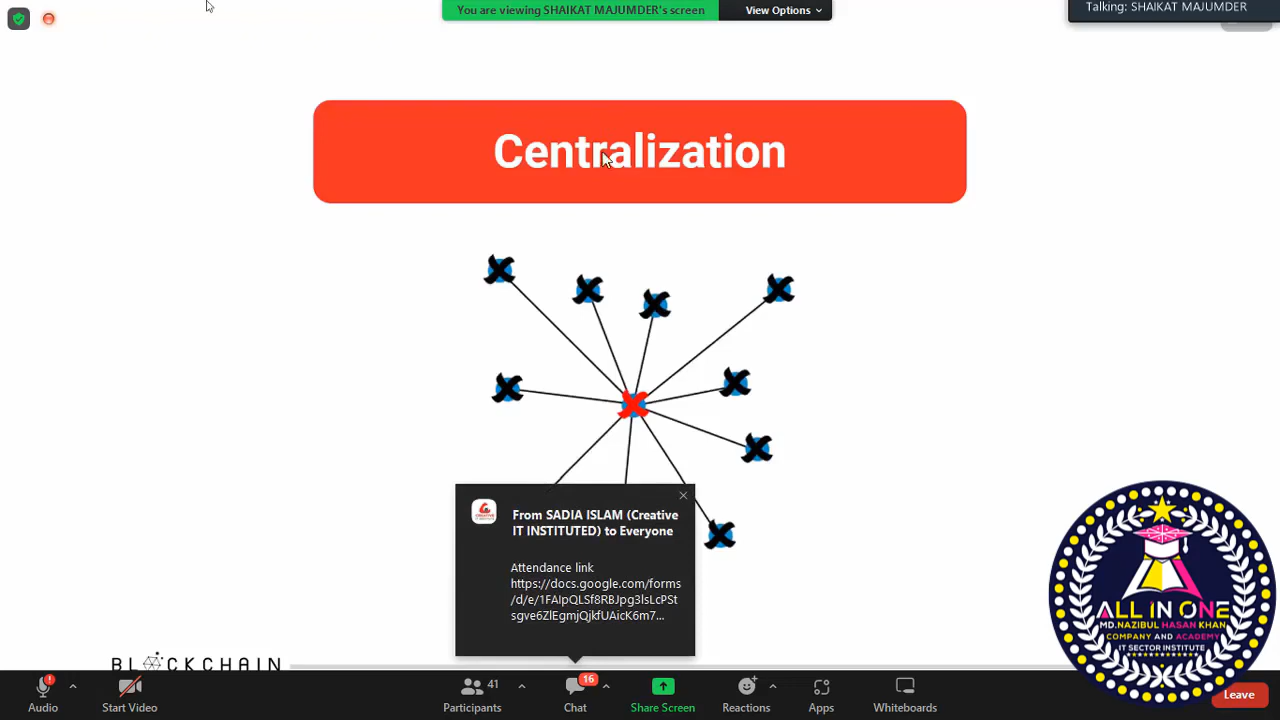 You are viewing SHAIKAT MAJUMDER's screen
View Options
Talking: SHAIKAT MAJUMDER
Centralization
From SADIA ISLAM (Creative
IT INSTITUTED) to Everyone
Attendance link
https://docs.google.com/forms
/d/e/1FAIpQLSf8RBJpg3lsLcPSt
sgve6ZlEgmjQjkfUAicK6m7...
ALL IN ONE
MD.NAZIBUL HASAN KHAN
COMPANY AND ACADEMY
IT SECTOR INSTITUTE
BLOCKCHAIN
Audio
Start Video
41
Participants
16
Chat
Share Screen
Reactions
Apps
Whiteboards
Leave